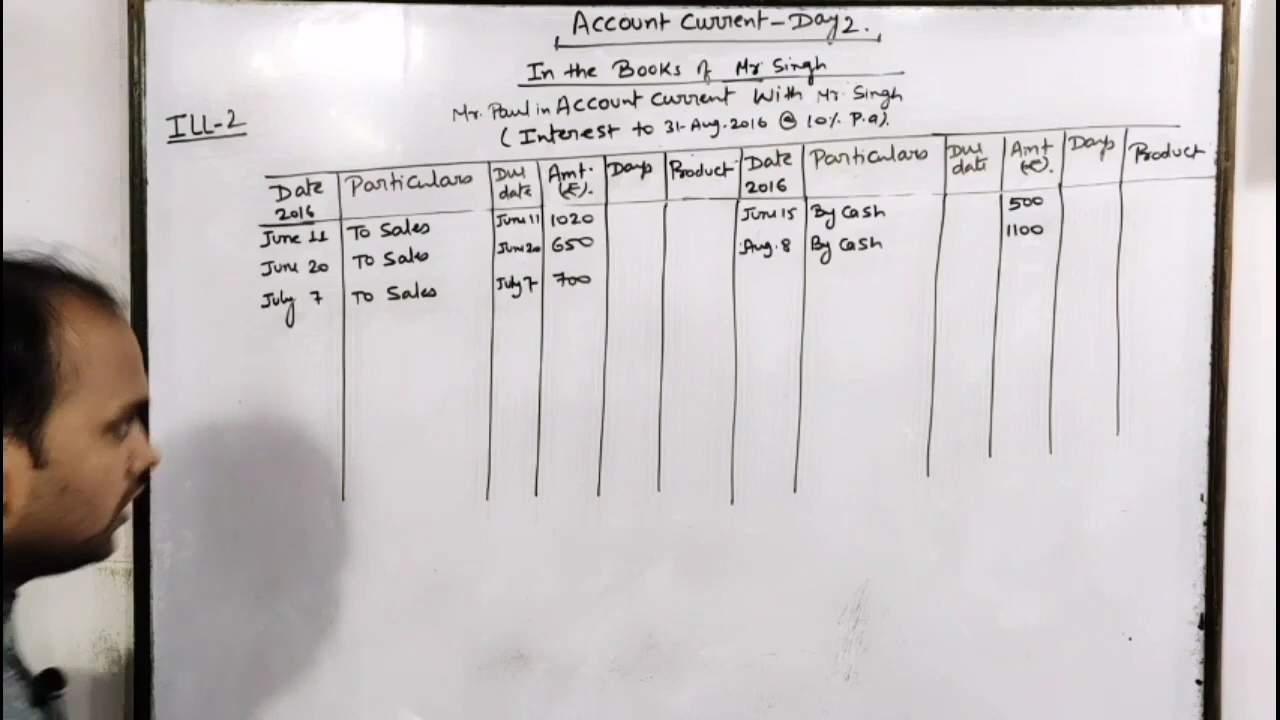 Account Current - Day 2.
In the Books of Mr Singh
Mr. Paul in Account Current With Mr. Singh
(Interest to 31-Aug-2016 @ 10% P.a).
ILL-2
Date 2016 Particulars Due date Amt. (₹). Days Product Date 2016 Particulars Due date Amt (₹). Days Product
June 11 To Sales June 11 1020 June 15 By Cash 500
June 20 To Sales June 20 650 Aug. 8 By Cash 1100
July 7 To Sales July 7 700